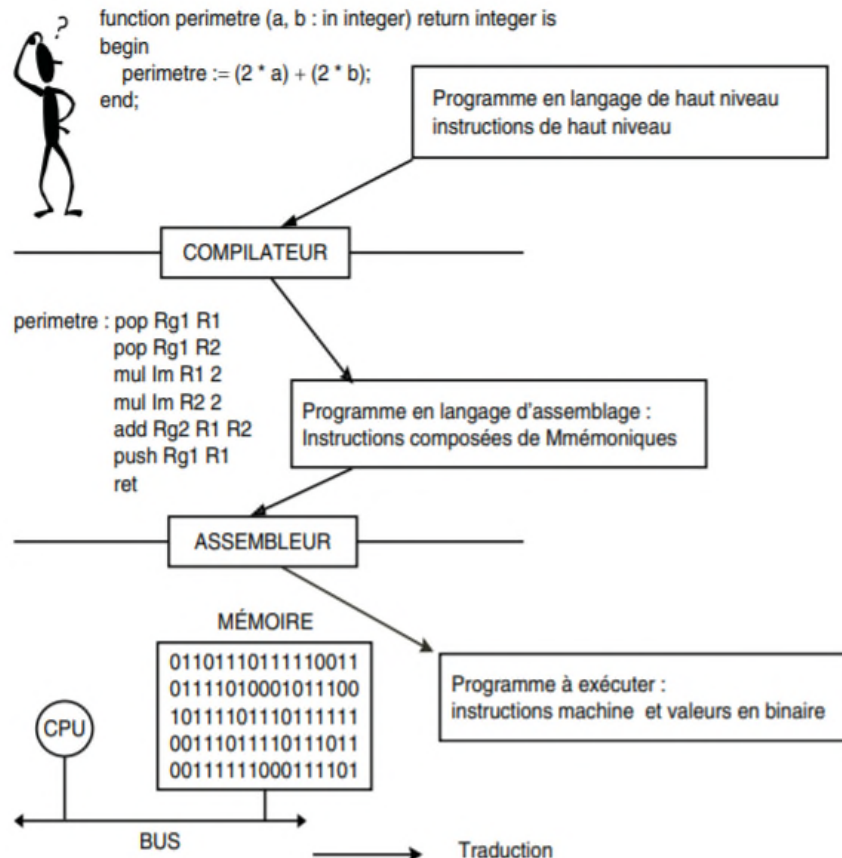 ?
function perimetre (a, b : in integer) return integer is
begin
perimetre := (2 * a) + (2 * b);
end;
Programme en langage de haut niveau
instructions de haut niveau
COMPILATEUR
perimetre : pop Rg1 R1
pop Rg1 R2
mul Im R1 2
mul Im R2 2
add Rg2 R1 R2
push Rg1 R1
ret
Programme en langage d'assemblage :
Instructions composées de Mmémoniques
ASSEMBLEUR
MÉMOIRE
01101110111110011
01111010001011100
10111101110111111
00111011110111011
00111111000111101
CPU
BUS
Programme à exécuter :
instructions machine et valeurs en binaire
Traduction